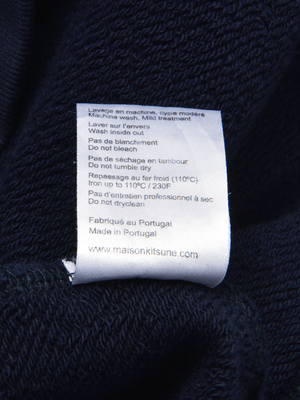 Lavage en machine, cycle modéré
Machine wash, Mild treatment
Laver sur l'envers
Wash inside out
Pas de blanchiment
Do not bleach
Pas de séchage en tambour
Do not tumble dry
Repassage au fer froid (110ºC)
Iron up to 110ºC / 230F
Pas d'entretien professionnel à sec
Do not dryclean
Fabriqué au Portugal
Made in Portugal
www.maisonkitsune.com